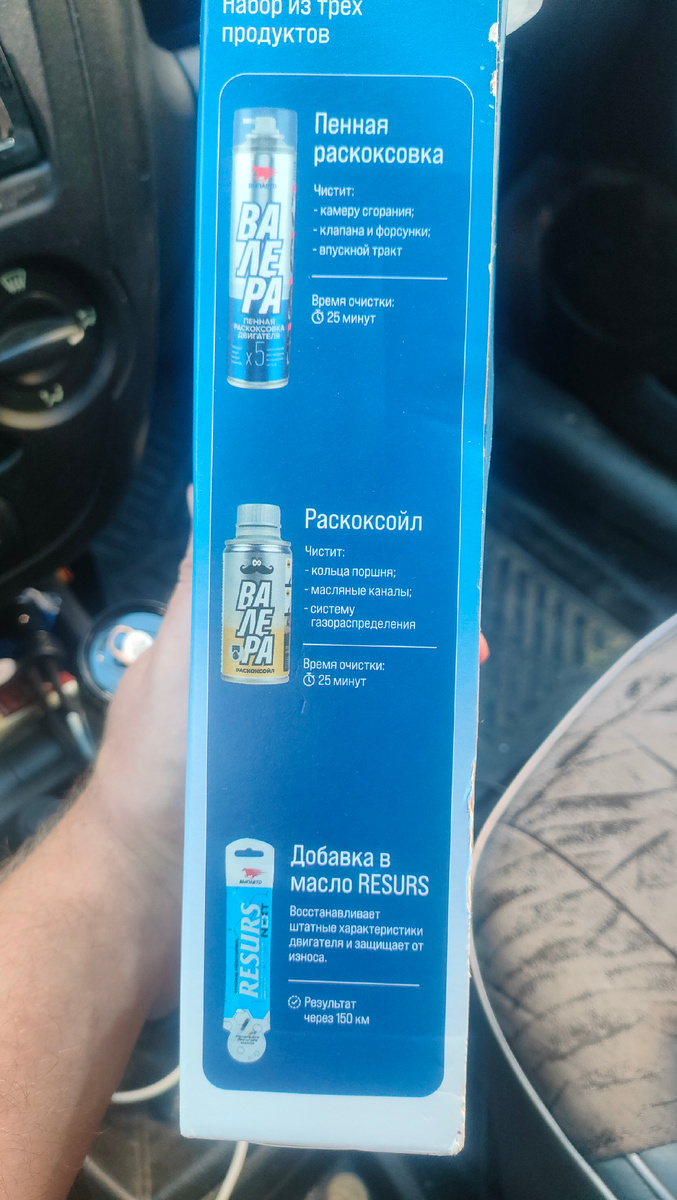 Набор из трех
продуктов
Пенная
раскоксовка
Чистит:
- камеру сгорания;
- клапана и форсунки;
- впускной тракт
Время очистки:
25 минут
ВМПАВТО
ВА
ЛЕ
РА
ПЕННАЯ
РАСКОКСОВКА
ДВИГАТЕЛЯ
x5
Раскоксойл
Чистит:
- кольца поршня;
- масляные каналы;
- систему
газораспределения
Время очистки:
25 минут
ВА
ЛЕ
РА
РАСКОКСОЙЛ
Добавка в
масло RESURS
Восстанавливает
штатные характеристики
двигателя и защищает от
износа.
Результат
через 150 км
ВМПАВТО
RESURS